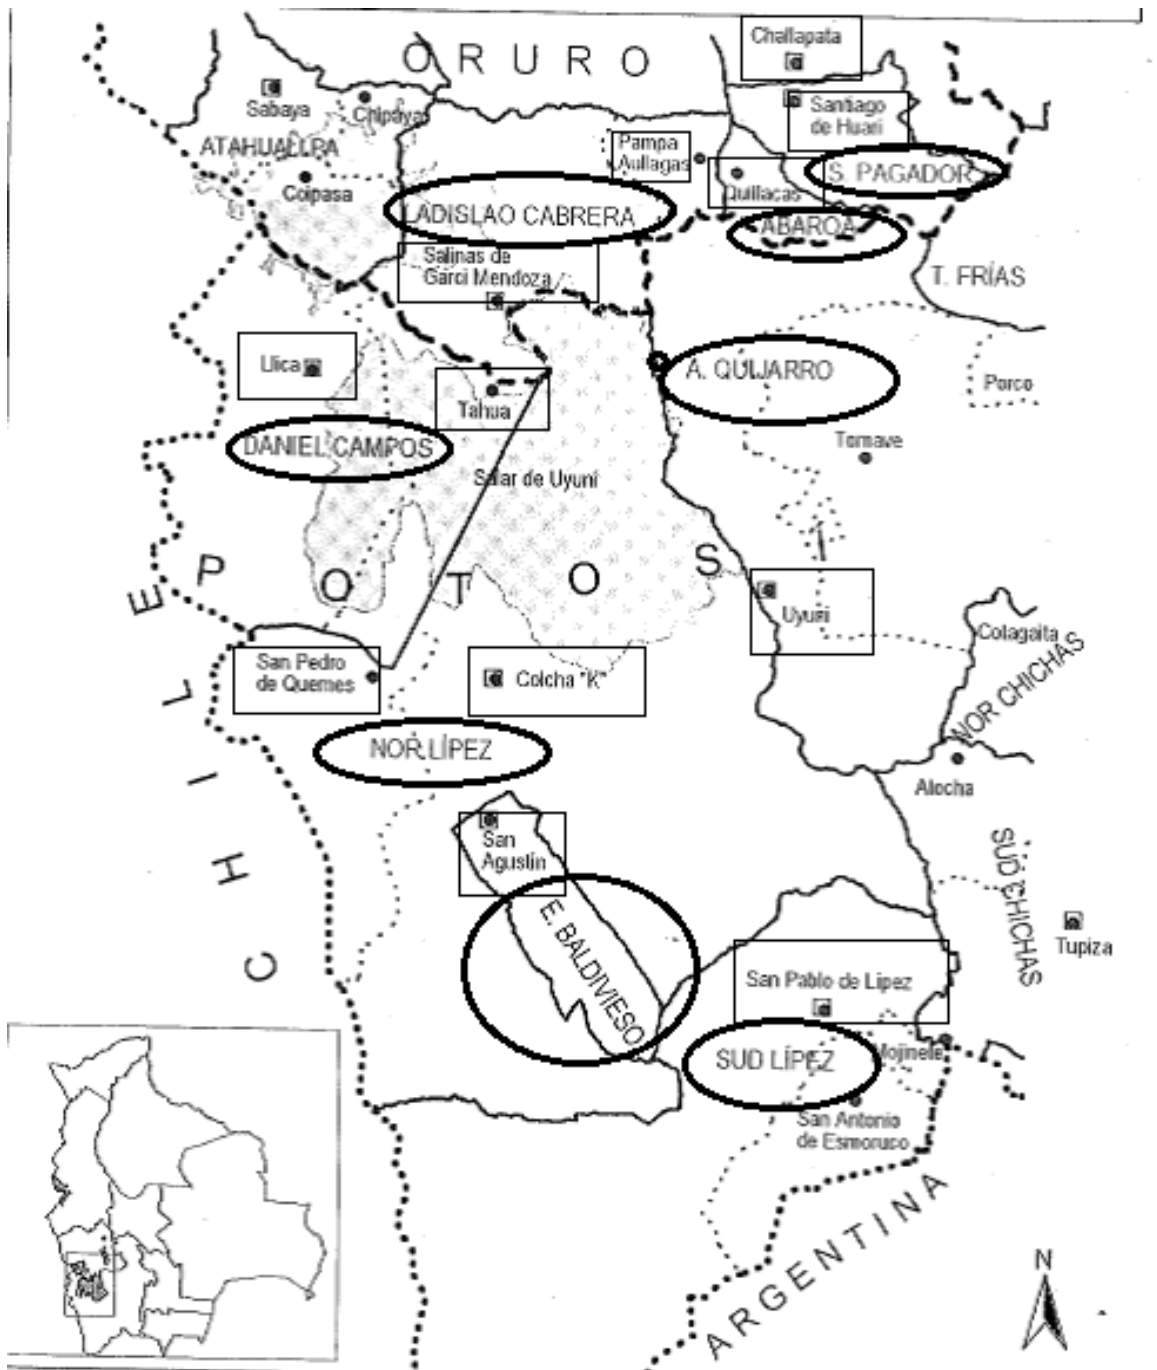 Challapata
ORURO
Sabaya
Chipaya
Santiago
de Huari
ATAHUALLPA
Pampa
Aullagas
Coipasa
Quillacas
S. PAGADOR
LADISLAO CABRERA
ABAROA
Salinas de
Garci Mendoza
T. FRÍAS
Llica
A. QUIJARRO
Porco
Tahua
DANIEL CAMPOS
Tomave
Salar de Uyuni
POTOSI
Uyuni
Colagaita
San Pedro
de Quemes
Colcha "K"
NOR CHICHAS
CHILE
NOR LÍPEZ
Alocha
San
Agustín
SUD CHICHAS
E. BALDIVIESO
Tupiza
San Pablo de Lipez
SUD LÍPEZ
Mojinete
San Antonio
de Esmoruco
ARGENTINA
N